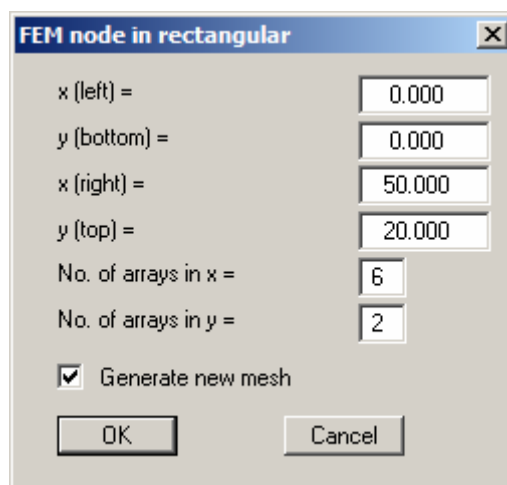 FEM node in rectangular
x (left) = 0.000
y (bottom) = 0.000
x (right) = 50.000
y (top) = 20.000
No. of arrays in x = 6
No. of arrays in y = 2
Generate new mesh
OK Cancel